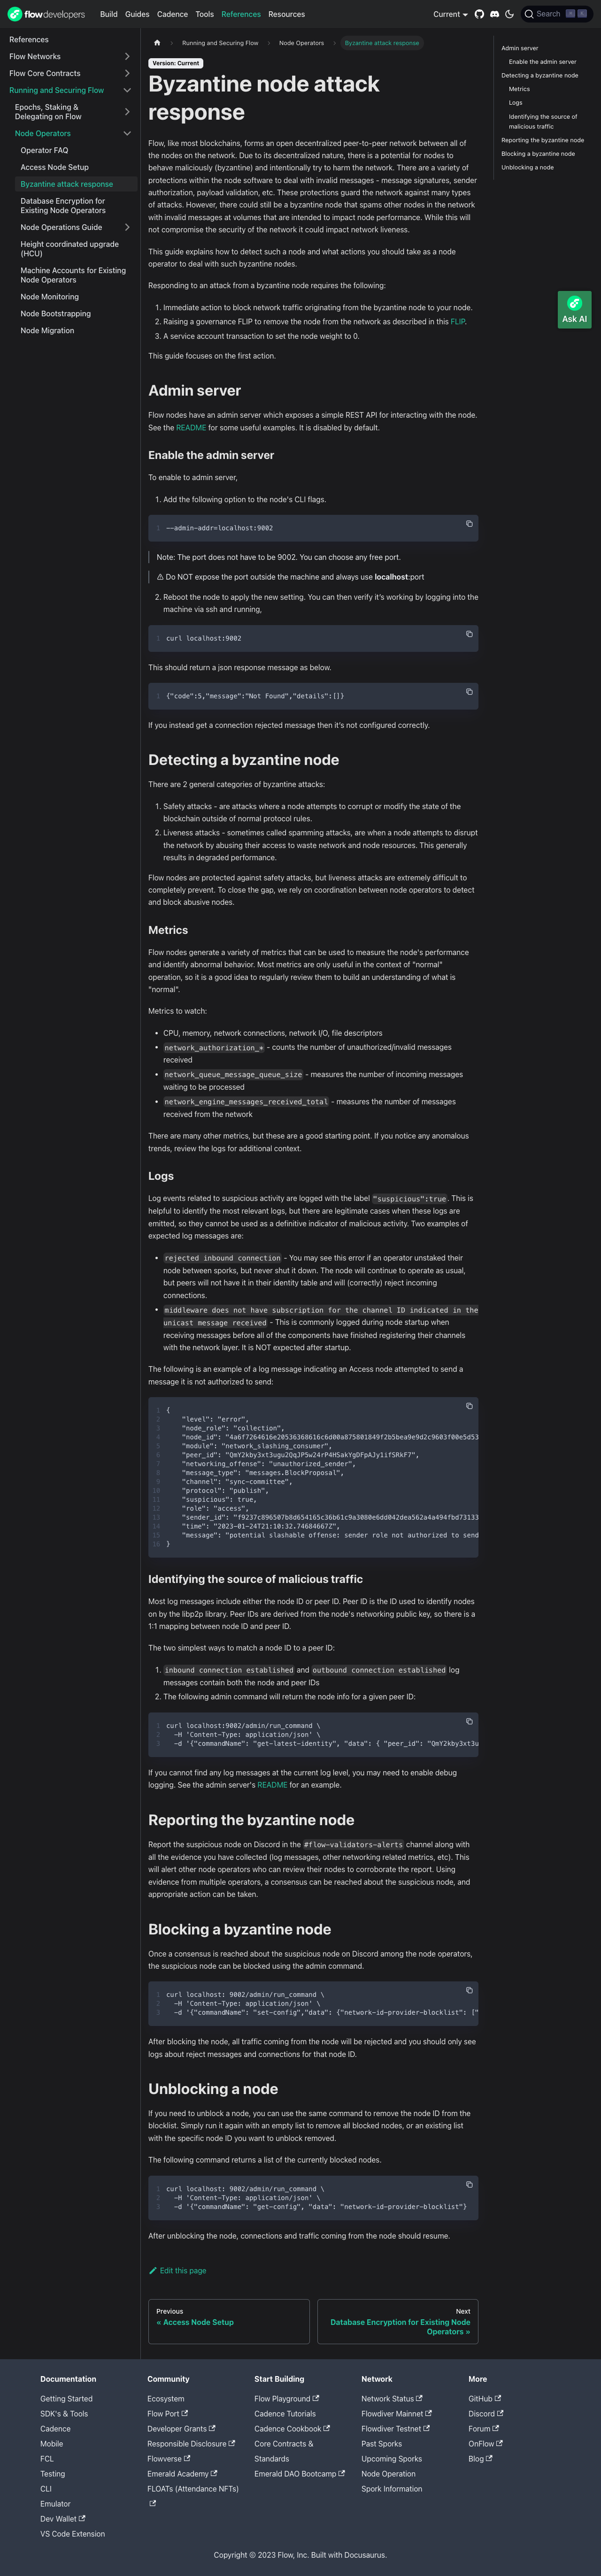 flowdevelopers
Build
Guides
Cadence
Tools
References
Resources
Current
Search
References
Flow Networks
Flow Core Contracts
Running and Securing Flow
Epochs, Staking &
Delegating on Flow
Node Operators
Operator FAQ
Access Node Setup
Byzantine attack response
Database Encryption for
Existing Node Operators
Node Operations Guide
Height coordinated upgrade
(HCU)
Machine Accounts for Existing
Node Operators
Node Monitoring
Node Bootstrapping
Node Migration
Running and Securing Flow
Node Operators
Byzantine attack response
Version: Current
Byzantine node attack
response
Flow, like most blockchains, forms an open decentralized peer-to-peer network between all of
the nodes on the network. Due to its decentralized nature, there is a potential for nodes to
behave maliciously (byzantine) and intentionally try to harm the network. There are various
protections in the node software to deal with invalid messages - message signatures, sender
authorization, payload validation, etc. These protect the network against many types of
attacks. However, there could still be a byzantine node in the network that spams other nodes in the network
with invalid messages at volumes that are intended to impact node performance. While this will
not compromise the security of the network, it will likely impact network liveness.
This guide explains how to detect such a node and what actions you should take as a node
operator to deal with such byzantine nodes.
Responding to an attack from a byzantine node requires the following:
1. Immediate action to block network traffic originating from the byzantine node to your node.
2. Raising a governance FLIP to remove the node from the network as described in this FLIP.
3. A service account transaction to set the node weight to 0.
This guide focuses on the first action.
Admin server
Flow nodes have an admin server which exposes a simple REST API for interacting with the node.
See the README for some useful examples. It is disabled by default.
Enable the admin server
To enable to admin server,
1. Add the following option to the node's CLI flags.
1 --admin-addr=localhost:9002
Note: The port does not have to be 9002. You can choose any free port.
⚠ Do NOT expose the port outside the machine and always use localhost:port
2. Reboot the node to apply the new setting. You can then verify it's working by logging into the
machine via ssh and running,
1 curl localhost:9002
This should return a json response message as below.
1 {"code":5,"message":"Not Found","details":[]}
If you instead get a connection rejected message then it's not configured correctly.
Detecting a byzantine node
There are 2 general categories of byzantine attacks:
1. Safety attacks - are attacks where a node attempts to corrupt or modify the state of the
blockchain outside of normal protocol rules.
2. Liveness attacks - sometimes called spamming attacks, are when a node attempts to disrupt
the network by abusing their access to waste network and node resources. This generally
results in degraded performance.
Flow nodes are protected against safety attacks, but liveness attacks are extremely difficult to
completely prevent. To close the gap, we rely on coordination between node operators to detect
and block abusive nodes.
Metrics
Flow nodes generate a variety of metrics that can be used to measure the node's performance
and identify abnormal behavior. Most metrics are only useful in the context of "normal"
operation, so it is a good idea to regularly review them to build an understanding of what is
"normal".
Metrics to watch:
• CPU, memory, network connections, network I/O, file descriptors
• network_authorization_* - counts the number of unauthorized/invalid messages
received
• network_queue_message_queue_size - measures the number of incoming messages
waiting to be processed
• network_engine_messages_received_total - measures the number of messages
received from the network
There are many other metrics, but these are a good starting point. If you notice any anomalous
trends, review the logs for additional context.
Logs
Log events related to suspicious activity are logged with the label "suspicious":true. This is
helpful to identify the most relevant logs, but there are legitimate cases when these logs are
emitted, so they cannot be used as a definitive indicator of malicious activity. Two examples of
expected log messages are:
• rejected inbound connection - You may see this error if an operator unstaked their
node between sporks, but never shut it down. The node will continue to operate as usual,
but peers will not have it in their identity table and will (correctly) reject incoming
connections.
• middleware does not have subscription for the channel ID indicated in the
unicast message received - This is commonly logged during node startup when
receiving messages before all of the components have finished registering their channels
with the network layer. It is NOT expected after startup.
The following is an example of a log message indicating an Access node attempted to send a
message it is not authorized to send:
1 {
2 "level": "error",
3 "node_role": "collection",
4 "node_id": "4a6f7264616e20536368616c6d00a875801849f2b5bea9e9d2c9603f00e5d53
5 "module": "network_slashing_consumer",
6 "peer_id": "QmY2kby3xt3ugu2QqJP5w24rP4H5akYgDFpAJy1ifSRkF7",
7 "networking_offense": "unauthorized_sender",
8 "message_type": "messages.BlockProposal",
9 "channel": "sync-committee",
10 "protocol": "publish",
11 "suspicious": true,
12 "role": "access",
13 "sender_id": "f9237c896507b8d654165c36b61c9a3080e6dd042dea562a4a494fbd73133
14 "time": "2023-01-24T21:10:32.74684667Z",
15 "message": "potential slashable offense: sender role not authorized to send
16 }
Identifying the source of malicious traffic
Most log messages include either the node ID or peer ID. Peer ID is the ID used to identify nodes
on by the libp2p library. Peer IDs are derived from the node's networking public key, so there is a
1:1 mapping between node ID and peer ID.
The two simplest ways to match a node ID to a peer ID:
1. inbound connection established and outbound connection established log
messages contain both the node and peer IDs
2. The following admin command will return the node info for a given peer ID:
1 curl localhost:9002/admin/run_command \
2 -H 'Content-Type: application/json' \
3 -d '{"commandName": "get-latest-identity", "data": { "peer_id": "QmY2kby3xt3u
If you cannot find any log messages at the current log level, you may need to enable debug
logging. See the admin server's README for an example.
Reporting the byzantine node
Report the suspicious node on Discord in the #flow-validators-alerts channel along with
all the evidence you have collected (log messages, other networking related metrics, etc). This
will alert other node operators who can review their nodes to corroborate the report. Using
evidence from multiple operators, a consensus can be reached about the suspicious node, and
appropriate action can be taken.
Blocking a byzantine node
Once a consensus is reached about the suspicious node on Discord among the node operators,
the suspicious node can be blocked using the admin command.
1 curl localhost: 9002/admin/run_command \
2 -H 'Content-Type: application/json' \
3 -d '{"commandName": "set-config","data": {"network-id-provider-blocklist": ["
After blocking the node, all traffic coming from the node will be rejected and you should only see
logs about reject messages and connections for that node ID.
Unblocking a node
If you need to unblock a node, you can use the same command to remove the node ID from the
blocklist. Simply run it again with an empty list to remove all blocked nodes, or an existing list
with the specific node ID you want to unblock removed.
The following command returns a list of the currently blocked nodes.
1 curl localhost: 9002/admin/run_command \
2 -H 'Content-Type: application/json' \
3 -d '{"commandName": "get-config", "data": "network-id-provider-blocklist"}
After unblocking the node, connections and traffic coming from the node should resume.
Edit this page
Previous
« Access Node Setup
Next
Database Encryption for Existing Node
Operators »
Admin server
Enable the admin server
Detecting a byzantine node
Metrics
Logs
Identifying the source of
malicious traffic
Reporting the byzantine node
Blocking a byzantine node
Unblocking a node
Ask AI
Documentation
Getting Started
SDK's & Tools
Cadence
Mobile
FCL
Testing
CLI
Emulator
Dev Wallet
VS Code Extension
Community
Ecosystem
Flow Port
Developer Grants
Responsible Disclosure
Flowverse
Emerald Academy
FLOATs (Attendance NFTs)
Start Building
Flow Playground
Cadence Tutorials
Cadence Cookbook
Core Contracts &
Standards
Emerald DAO Bootcamp
Network
Network Status
Flowdiver Mainnet
Flowdiver Testnet
Past Sporks
Upcoming Sporks
Node Operation
Spork Information
More
GitHub
Discord
Forum
OnFlow
Blog
Copyright © 2023 Flow, Inc. Built with Docusaurus.